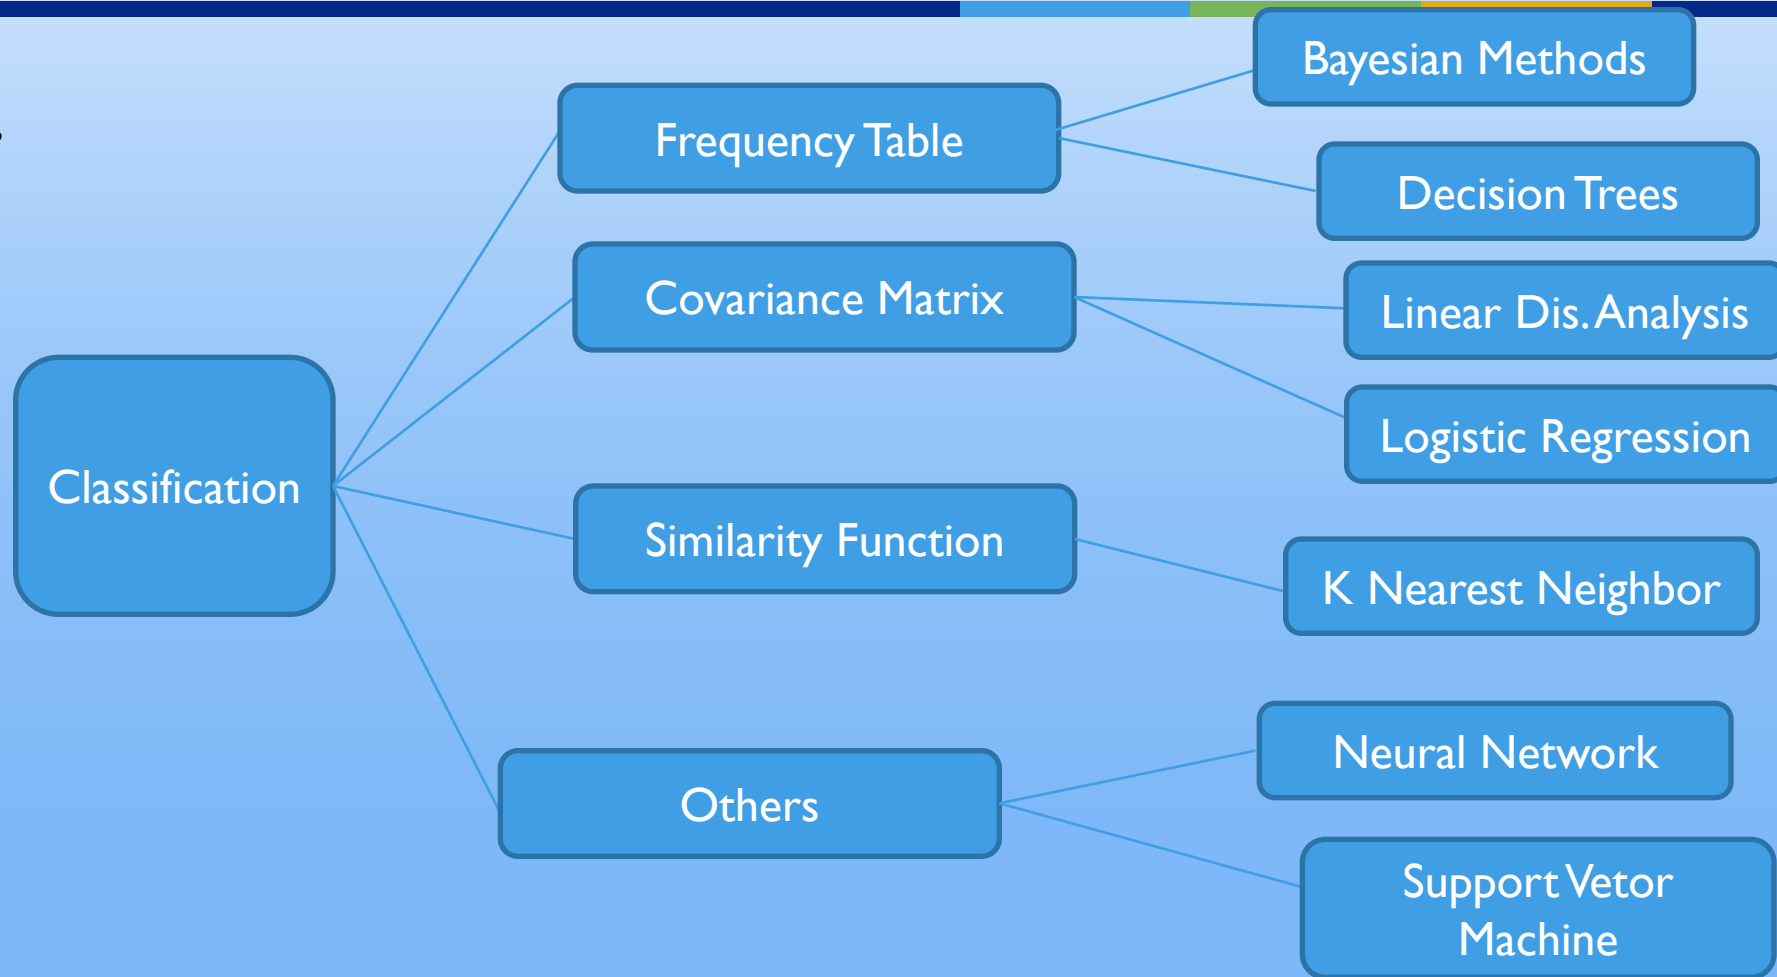 Bayesian Methods
Frequency Table
Decision Trees
Covariance Matrix
Linear Dis. Analysis
Logistic Regression
Classification
Similarity Function
K Nearest Neighbor
Neural Network
Others
Support Vetor
Machine